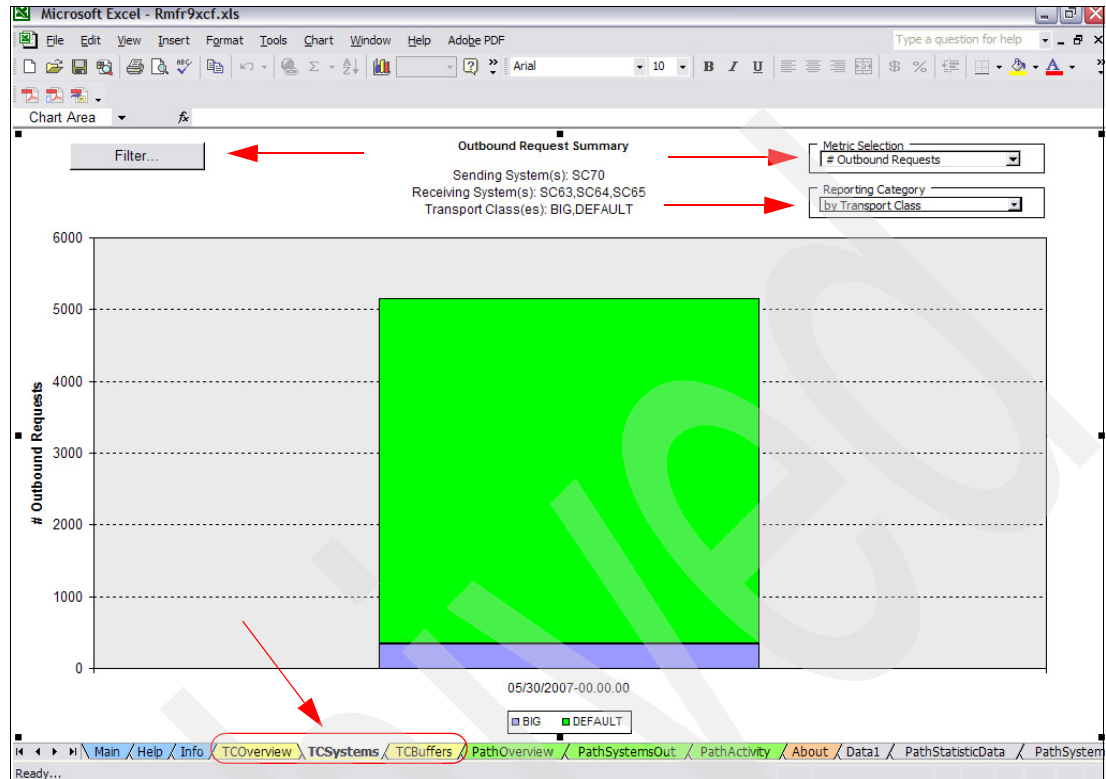 Microsoft Excel - Rmfr9xcf.xls
File Edit View Insert Format Tools Chart Window Help Adobe PDF
Type a question for help
Arial 10 B I U $ %
Chart Area fx
Filter...
Outbound Request Summary
Sending System(s): SC70
Receiving System(s): SC63,SC64,SC65
Transport Class(es): BIG,DEFAULT
Metric Selection
# Outbound Requests
Reporting Category
by Transport Class
6000
5000
4000
3000
2000
1000
0
# Outbound Requests
05/30/2007-00.00.00
BIG DEFAULT
Main / Help / Info / TCOverview \ TCSystems / TCBuffers / PathOverview / PathSystemsOut / PathActivity / About / Data1 / PathStatisticData / PathSystem
Ready...